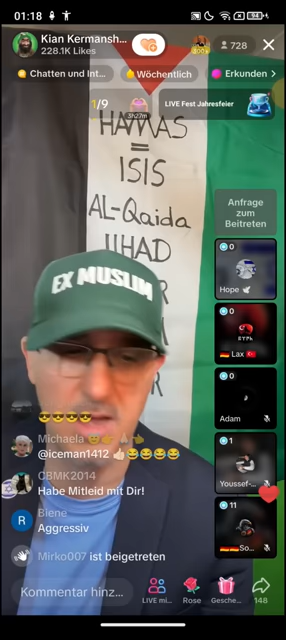 01:18
94
Kian Kermansh...
228.1K Likes
728
Chatten und Int...
Wöchentlich
Erkunden >
1/9
3h27m
LIVE Fest Jahresfeier
HAMAS
=
ISIS
AL-Qaida
JIHAD
Anfrage
zum
Beitreten
0
Hope
0
Lax
0
Adam
1
Youssef-...
11
So...
EX MUSLIM
Michaela
@iceman1412
CBMK2014
Habe Mitleid mit Dir!
B
Biene
Aggressiv
Mirko007 ist beigetreten
Kommentar hinz...
LIVE mi...
Rose
Gesche...
148